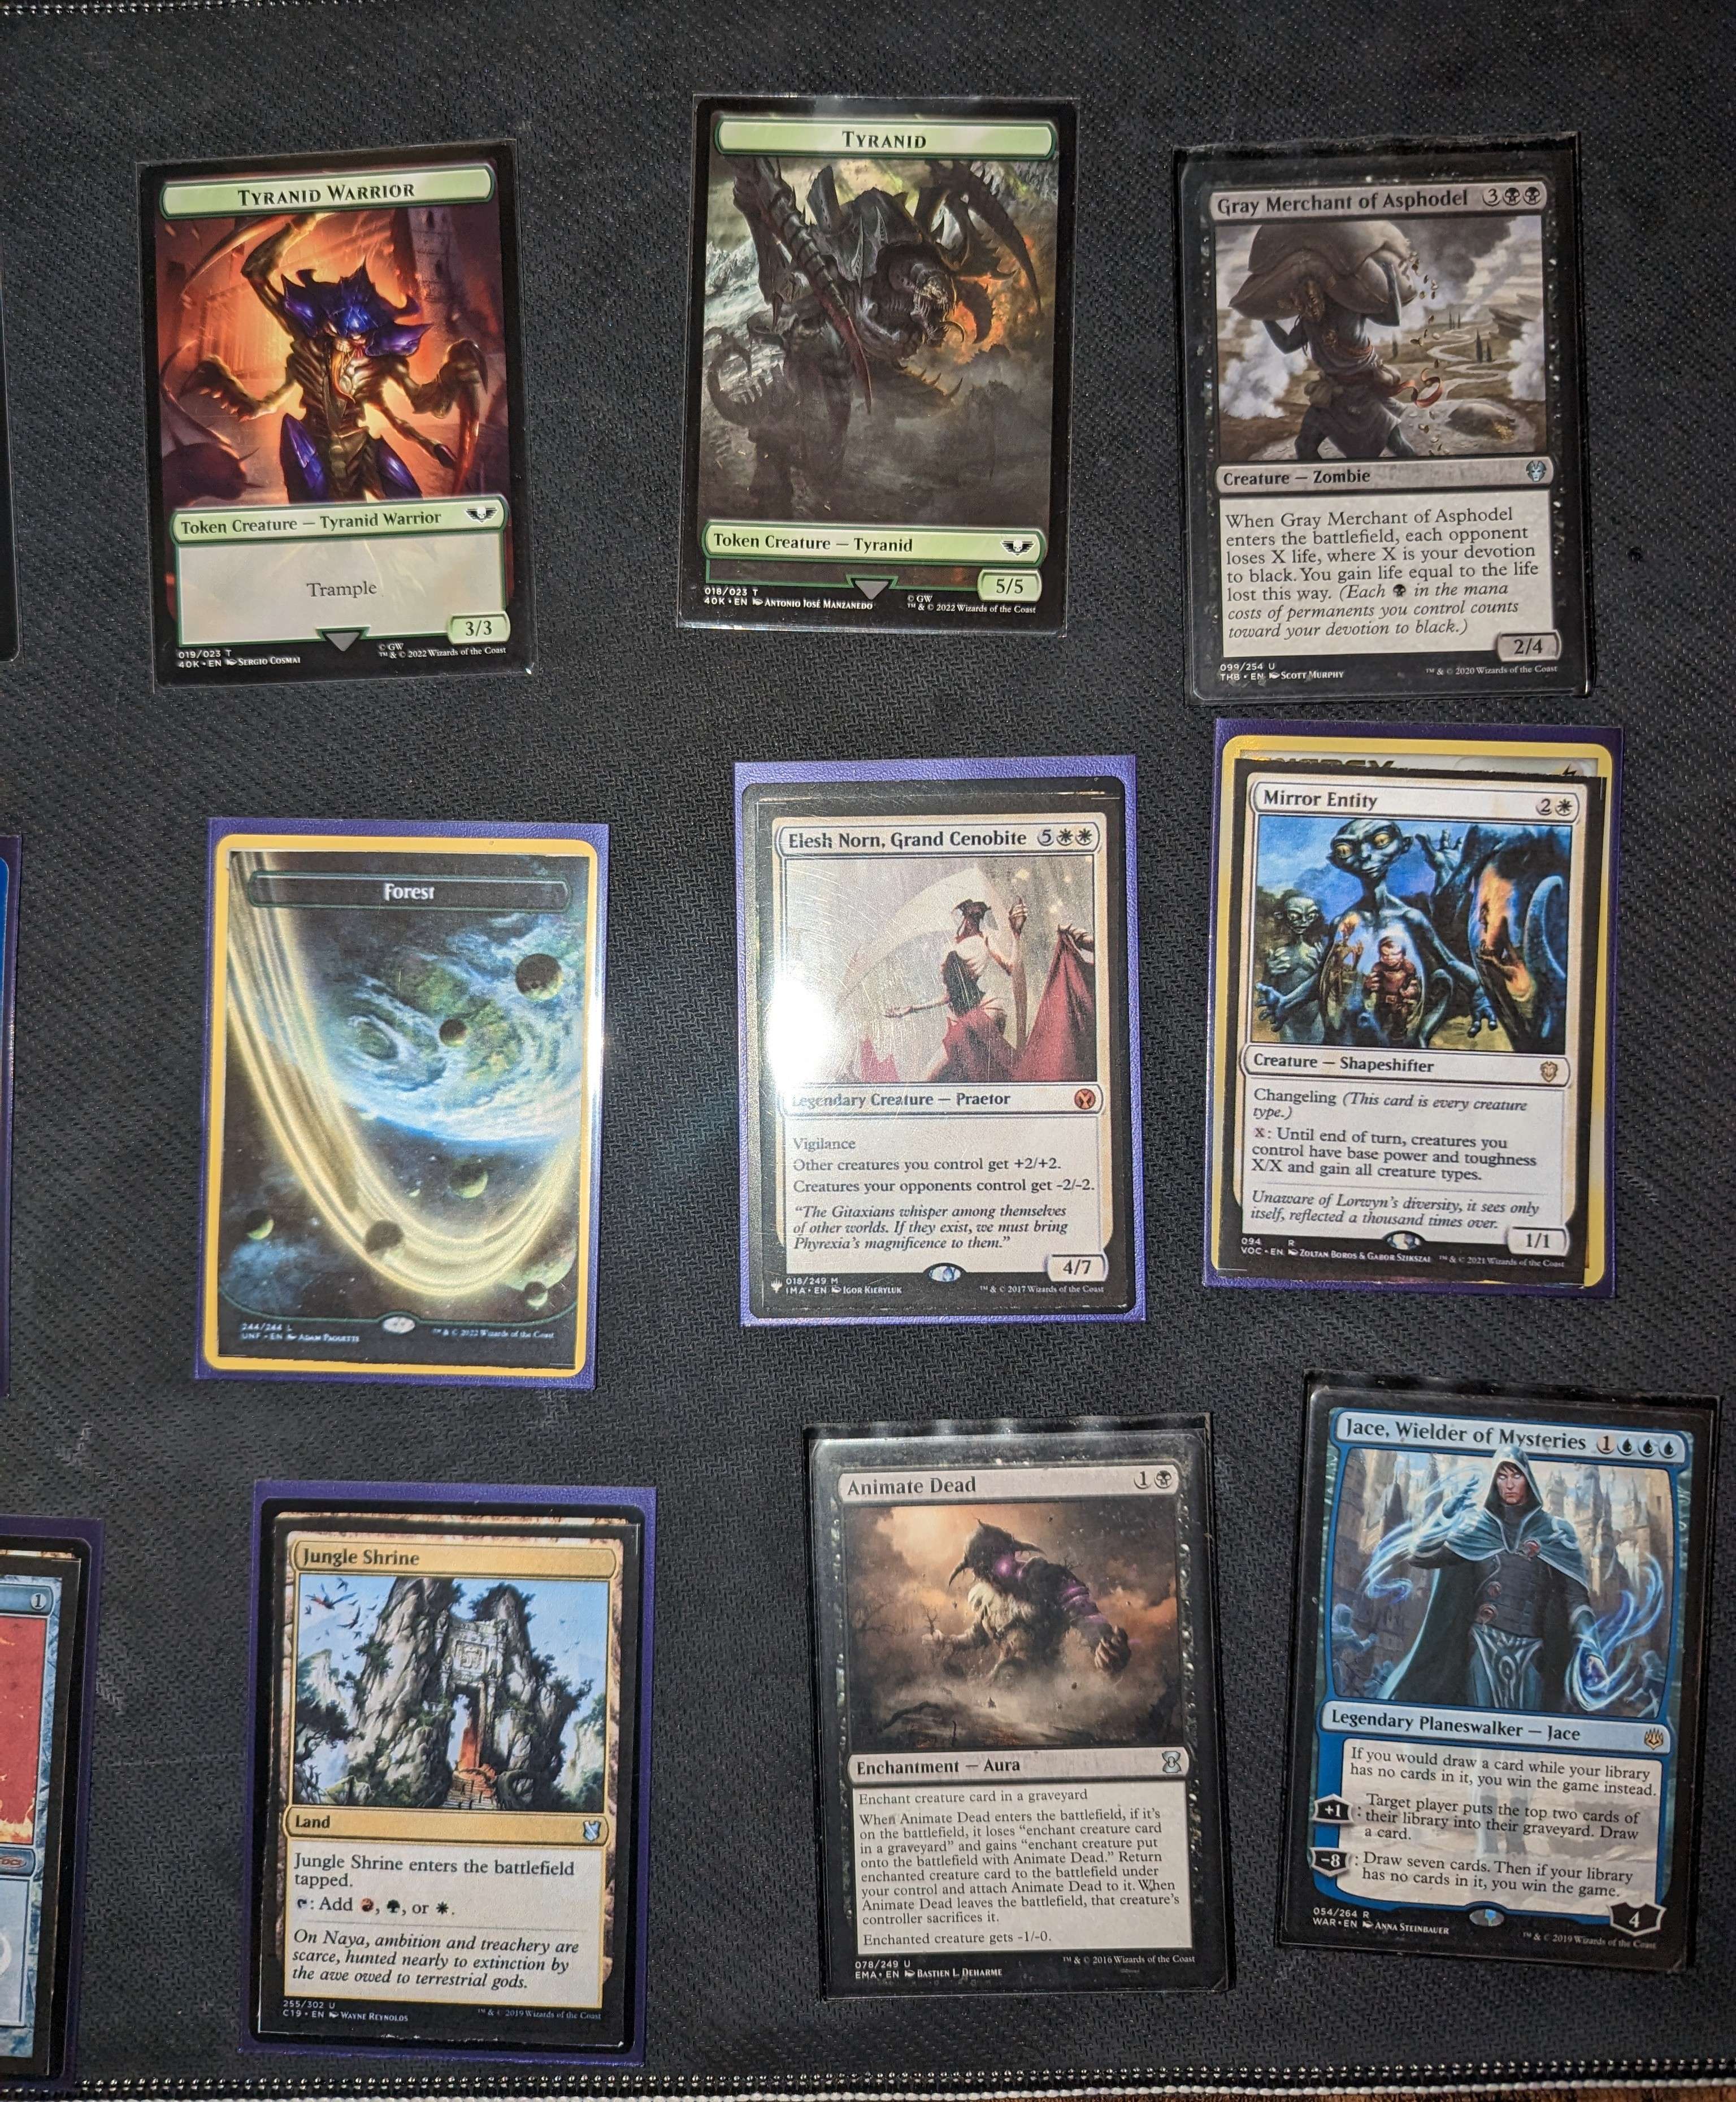 TYRANID WARRIOR
Token Creature — Tyranid Warrior
Trample
3/3
019/023 T
40K • EN SERGIO COSMAI
© GW
™ & © 2022 Wizards of the Coast
TYRANID
Token Creature — Tyranid
5/5
018/023 T
40K • EN ANTONIO JOSÉ MANZANEDO
© GW
™ & © 2022 Wizards of the Coast
Gray Merchant of Asphodel 3
Creature — Zombie
When Gray Merchant of Asphodel
enters the battlefield, each opponent
loses X life, where X is your devotion
to black. You gain life equal to the life
lost this way. (Each in the mana
costs of permanents you control counts
toward your devotion to black.)
2/4
099/254 U
THB • EN SCOTT MURPHY
™ & © 2020 Wizards of the Coast
Forest
244/244 L
UNF • EN ADAM PAQUETTE
™ & © 2022 Wizards of the Coast
Elesh Norn, Grand Cenobite 5
Legendary Creature — Praetor
Vigilance
Other creatures you control get +2/+2.
Creatures your opponents control get -2/-2.
"The Gitaxians whisper among themselves
of other worlds. If they exist, we must bring
Phyrexia's magnificence to them."
4/7
018/249 M
IMA • EN IGOR KIERYLUK
™ & © 2017 Wizards of the Coast
Mirror Entity 2
Creature — Shapeshifter
Changeling (This card is every creature
type.)
X: Until end of turn, creatures you
control have base power and toughness
X/X and gain all creature types.
Unaware of Lorwyn's diversity, it sees only
itself, reflected a thousand times over.
1/1
094 R
VOC • EN ZOLTAN BOROS & GABOR SZIKSZAI
™ & © 2021 Wizards of the Coast
1
Jungle Shrine
Land
Jungle Shrine enters the battlefield
tapped.
: Add , , or .
On Naya, ambition and treachery are
scarce, hunted nearly to extinction by
the awe owed to terrestrial gods.
255/302 U
C19 • EN WAYNE REYNOLDS
™ & © 2019 Wizards of the Coast
Animate Dead 1
Enchantment — Aura
Enchant creature card in a graveyard
When Animate Dead enters the battlefield, if it's
on the battlefield, it loses "enchant creature card
in a graveyard" and gains "enchant creature put
onto the battlefield with Animate Dead." Return
enchanted creature card to the battlefield under
your control and attach Animate Dead to it. When
Animate Dead leaves the battlefield, that creature's
controller sacrifices it.
Enchanted creature gets -1/-0.
078/249 U
EMA • EN BASTIEN L. DEHARME
™ & © 2016 Wizards of the Coast
Jace, Wielder of Mysteries 1
Legendary Planeswalker — Jace
If you would draw a card while your library
has no cards in it, you win the game instead.
+1 : Target player puts the top two cards of
their library into their graveyard. Draw
a card.
-8 : Draw seven cards. Then if your library
has no cards in it, you win the game.
4
054/264 R
WAR • EN ANNA STEINBAUER
™ & © 2019 Wizards of the Coast